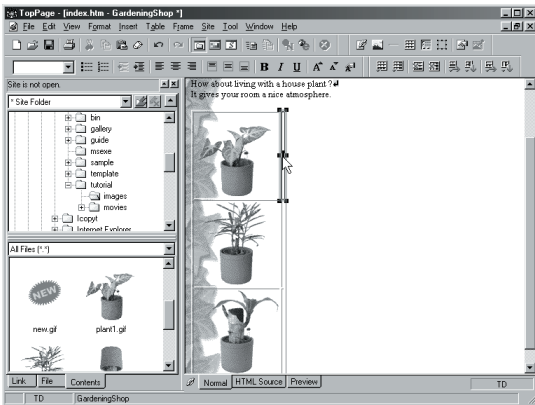 TopPage - [index.htm - GardeningShop *]
File Edit View Format Insert Table Frame Site Tool Window Help
B I U A A
Site is not open.
* Site Folder
bin
gallery
guide
msexe
sample
template
tutorial
images
movies
Icopyt
Internet Explorer
All Files (*.*)
NEW
new.gif plant1.gif
Link File Contents
How about living with a house plant ?
It gives your room a nice atmosphere.
Normal HTML Source Preview
TD
TD GardeningShop